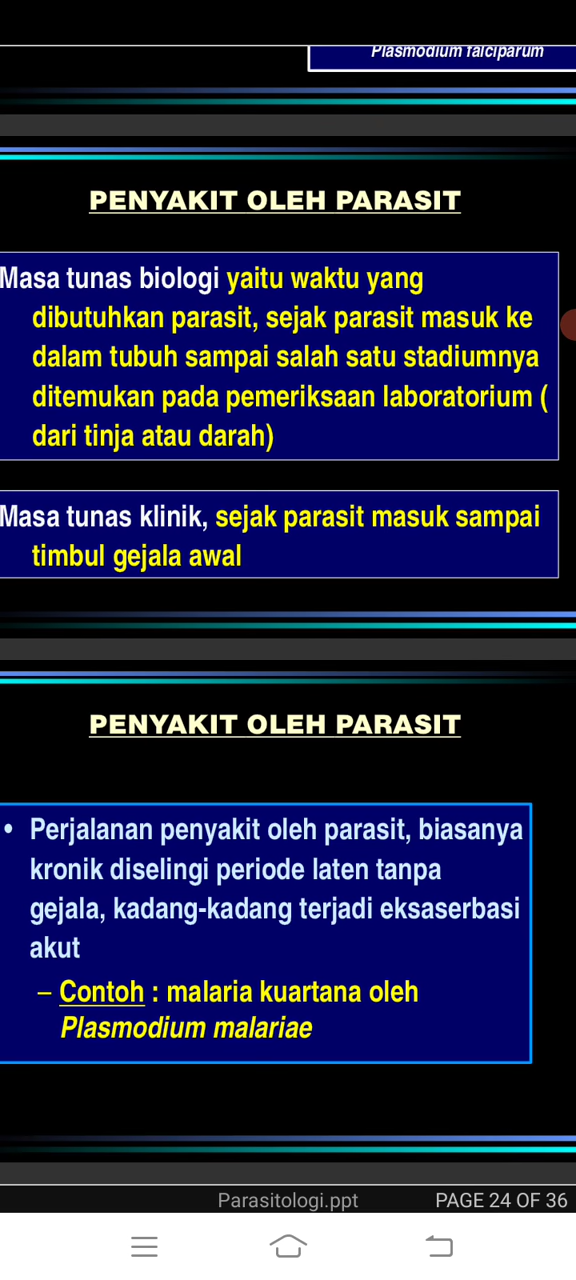 Plasmodium falciparum
PENYAKIT OLEH PARASIT
Masa tunas biologi yaitu waktu yang
dibutuhkan parasit, sejak parasit masuk ke
dalam tubuh sampai salah satu stadiumnya
ditemukan pada pemeriksaan laboratorium (
dari tinja atau darah)
Masa tunas klinik, sejak parasit masuk sampai
timbul gejala awal
PENYAKIT OLEH PARASIT
• Perjalanan penyakit oleh parasit, biasanya
kronik diselingi periode laten tanpa
gejala, kadang-kadang terjadi eksaserbasi
akut
– Contoh : malaria kuartana oleh
Plasmodium malariae
Parasitologi.ppt PAGE 24 OF 36